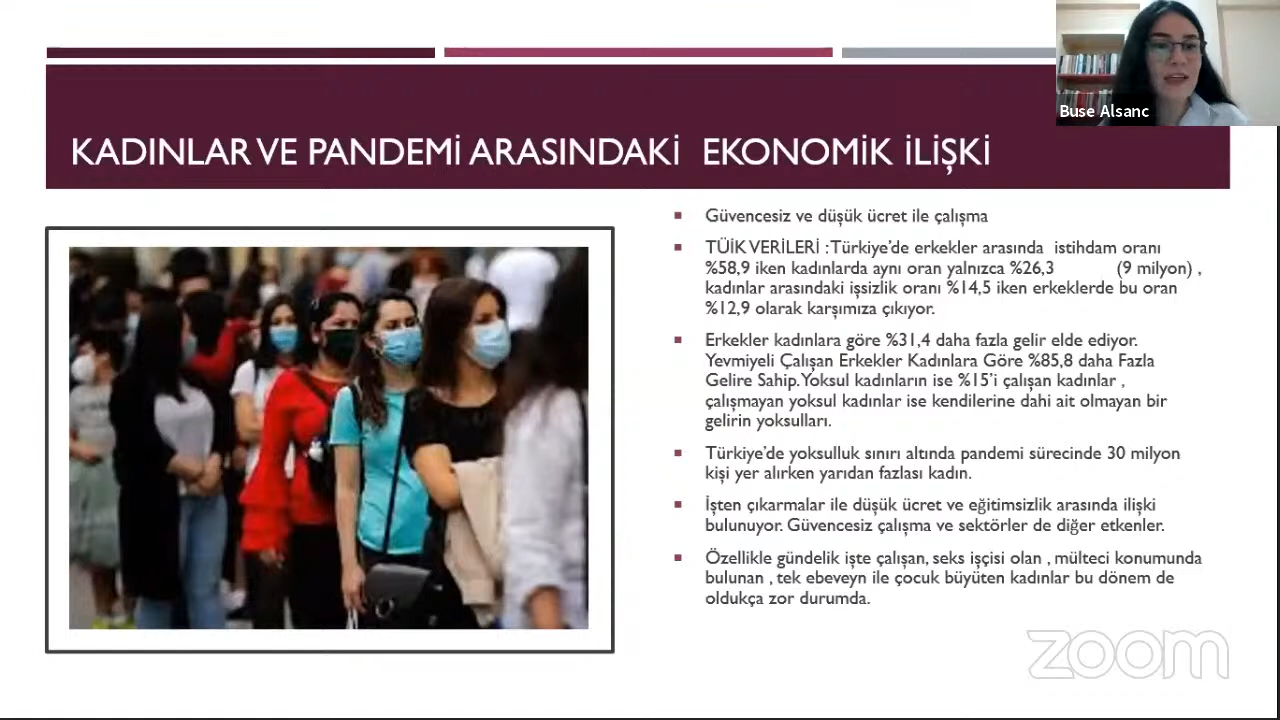 Buse Alsanc
KADINLAR VE PANDEMİ ARASINDAKİ EKONOMİK İLİŞKİ
Güvencesiz ve düşük ücret ile çalışma
TÜİK VERİLERİ : Türkiye'de erkekler arasında istihdam oranı
%58,9 iken kadınlarda aynı oran yalnızca %26,3 (9 milyon) ,
kadınlar arasındaki işsizlik oranı %14,5 iken erkeklerde bu oran
%12,9 olarak karşımıza çıkıyor.
Erkekler kadınlara göre %31,4 daha fazla gelir elde ediyor.
Yevmiyeli Çalışan Erkekler Kadınlara Göre %85,8 daha Fazla
Gelire Sahip.Yoksul kadınların ise %15'i çalışan kadınlar ,
çalışmayan yoksul kadınlar ise kendilerine dahi ait olmayan bir
gelirin yoksulları.
Türkiye'de yoksulluk sınırı altında pandemi sürecinde 30 milyon
kişi yer alırken yarıdan fazlası kadın.
İşten çıkarmalar ile düşük ücret ve eğitimsizlik arasında ilişki
bulunuyor. Güvencesiz çalışma ve sektörler de diğer etkenler.
Özellikle gündelik işte çalışan, seks işçisi olan , mülteci konumunda
bulunan , tek ebeveyn ile çocuk büyüten kadınlar bu dönem de
oldukça zor durumda.
zoom